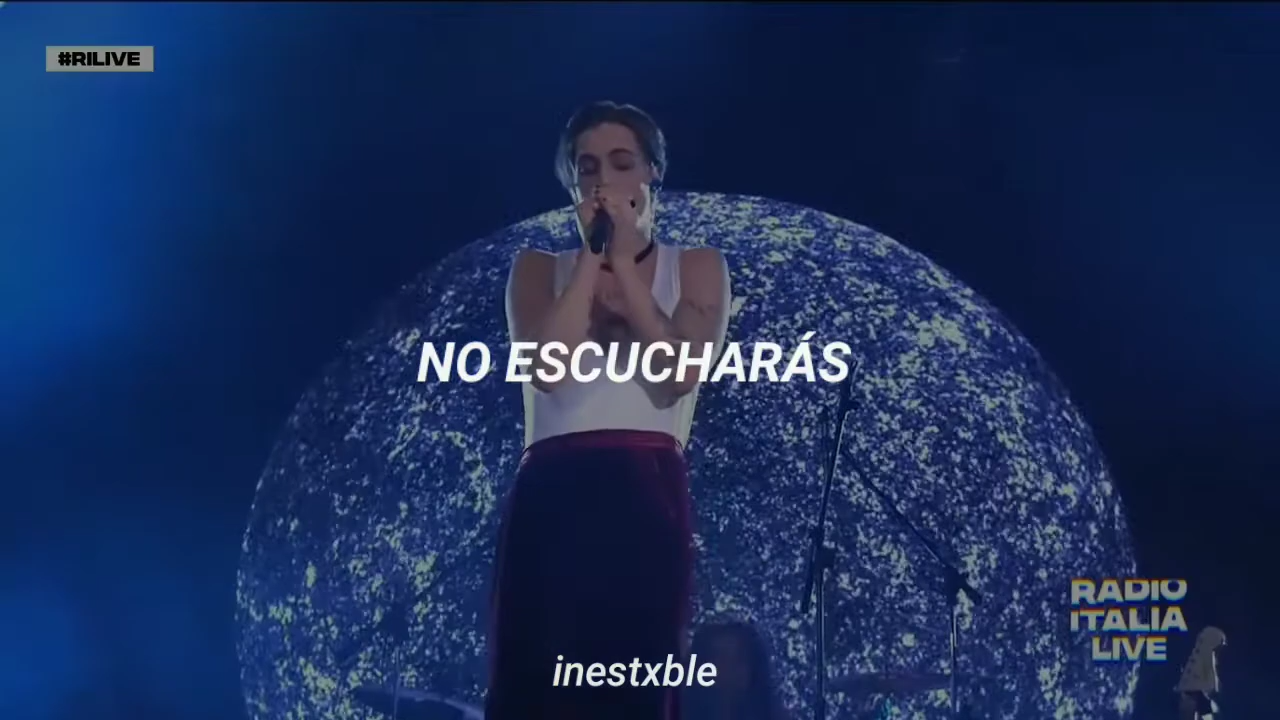 #RILIVE
NO ESCUCHARÁS
RADIO
ITALIA
LIVE
inestxble